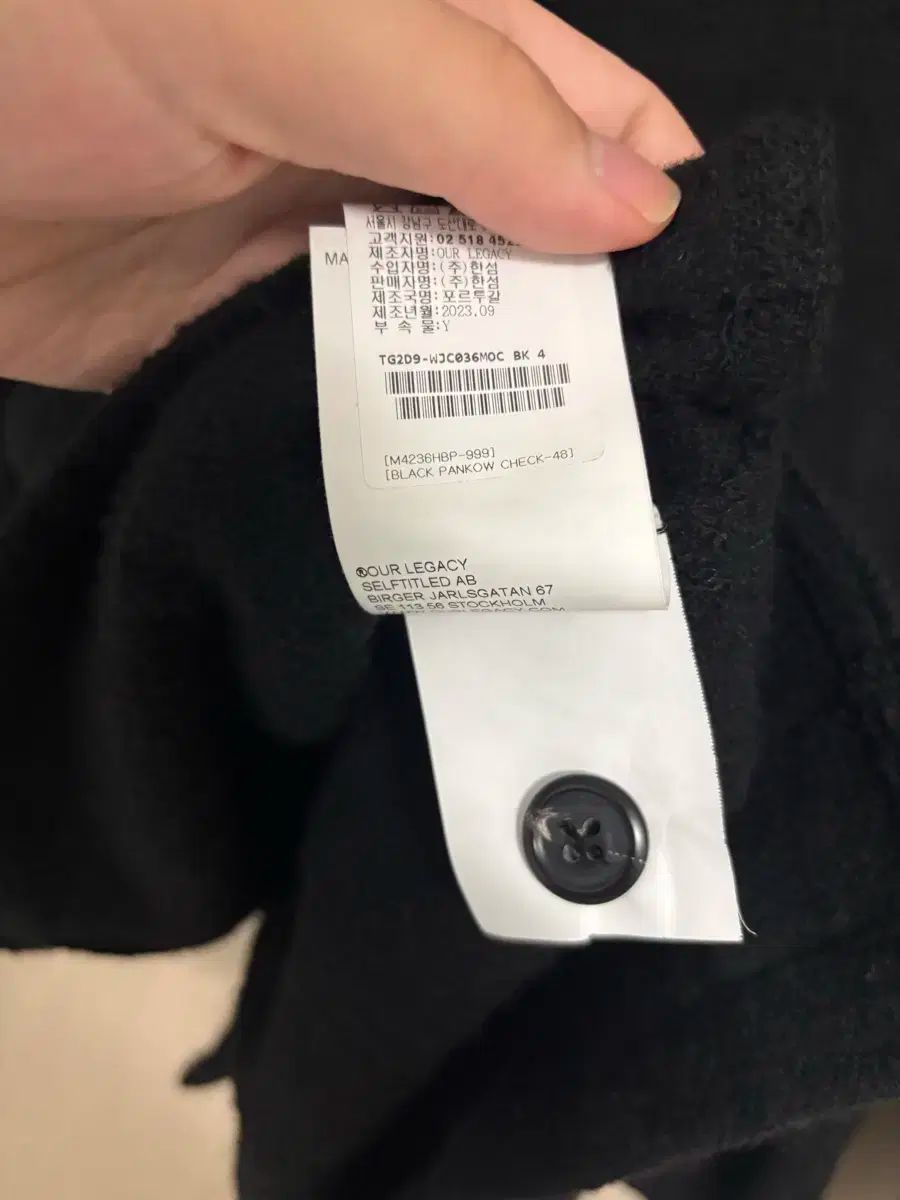 서울시 강남구 도산대로
고객지원:02 518 452
MA
제조자명:OUR LEGACY
수입자명:(주)한섬
판매자명:(주)한섬
제조국명:포르투갈
제조년월:2023.09
부 속 물:Y
TG2D9-WJC036MOC BK 4
[M4236HBP-999]
[BLACK PANKOW CHECK-48]
®OUR LEGACY
SELFTITLED AB
BIRGER JARLSGATAN 67
SE 113 56 STOCKHOLM